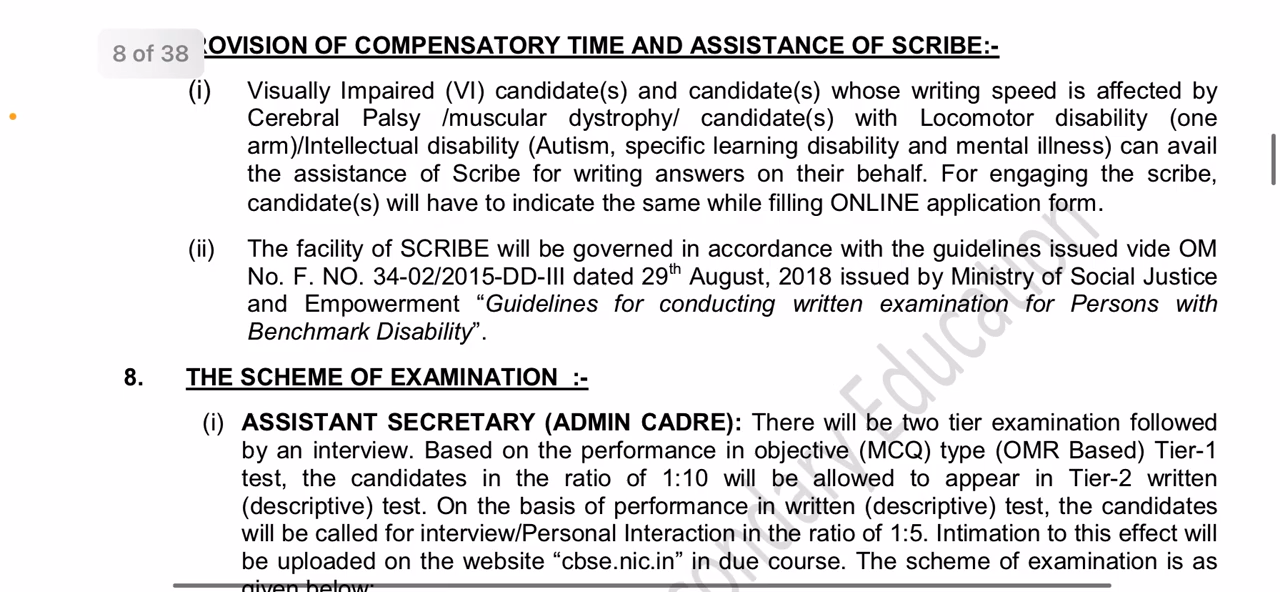 8 of 38
ROVISION OF COMPENSATORY TIME AND ASSISTANCE OF SCRIBE:-
(i) Visually Impaired (VI) candidate(s) and candidate(s) whose writing speed is affected by
Cerebral Palsy /muscular dystrophy/ candidate(s) with Locomotor disability (one
arm)/Intellectual disability (Autism, specific learning disability and mental illness) can avail
the assistance of Scribe for writing answers on their behalf. For engaging the scribe,
candidate(s) will have to indicate the same while filling ONLINE application form.
(ii) The facility of SCRIBE will be governed in accordance with the guidelines issued vide OM
No. F. NO. 34-02/2015-DD-III dated 29th August, 2018 issued by Ministry of Social Justice
and Empowerment “Guidelines for conducting written examination for Persons with
Benchmark Disability”.
8. THE SCHEME OF EXAMINATION :-
(i) ASSISTANT SECRETARY (ADMIN CADRE): There will be two tier examination followed
by an interview. Based on the performance in objective (MCQ) type (OMR Based) Tier-1
test, the candidates in the ratio of 1:10 will be allowed to appear in Tier-2 written
(descriptive) test. On the basis of performance in written (descriptive) test, the candidates
will be called for interview/Personal Interaction in the ratio of 1:5. Intimation to this effect will
be uploaded on the website “cbse.nic.in” in due course. The scheme of examination is as
given below:
ondary Education